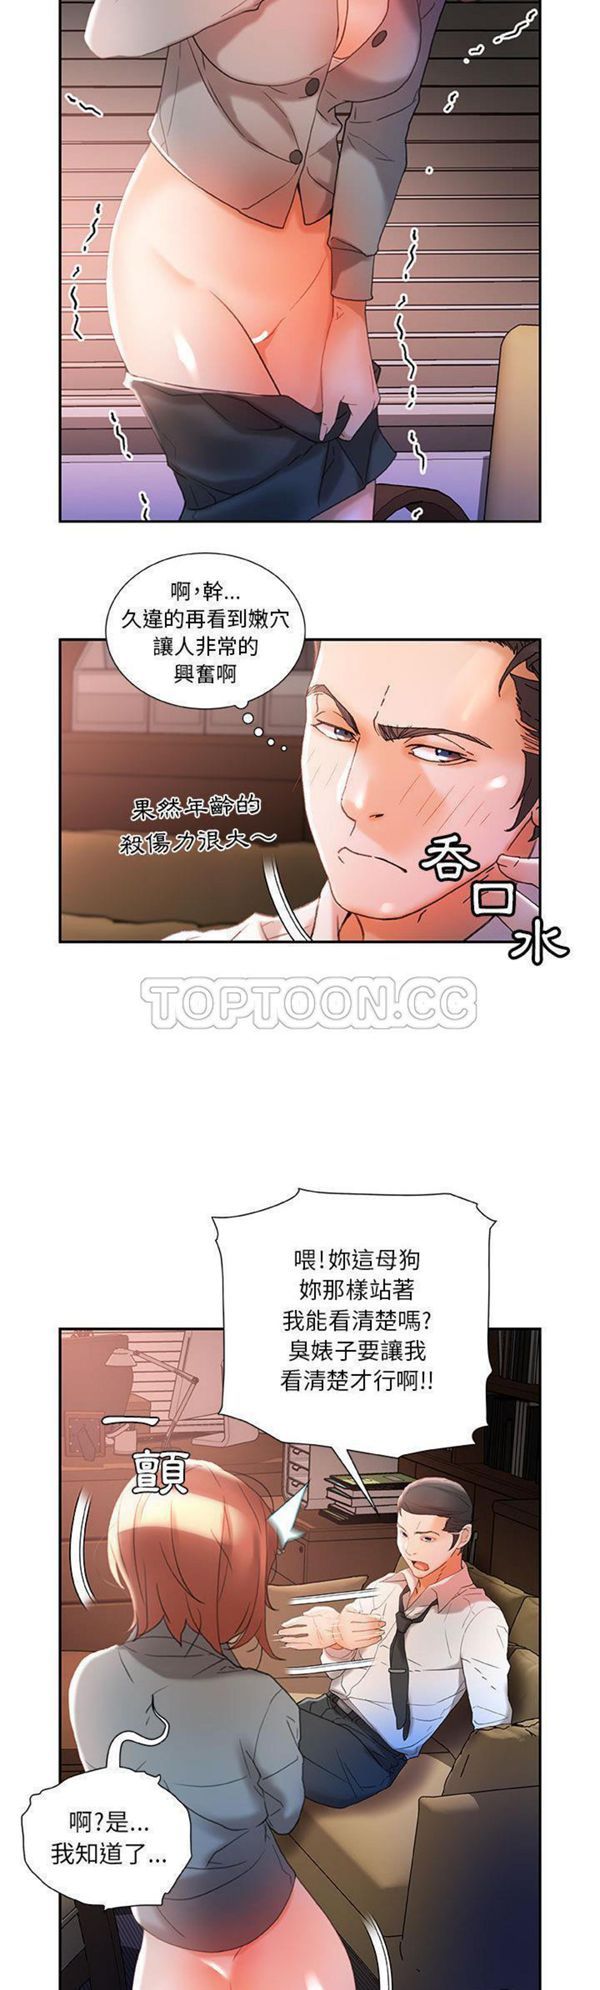 啊，幹...
久違的再看到嫩穴
讓人非常的
興奮啊
果然年齡的
殺傷力很大～
吞
口
水
TOPTOON.CC
喂！妳這母狗
妳那樣站著
我能看清楚嗎？
臭婊子要讓我
看清楚才行啊！！
一
顫
啊？是...
我知道了...